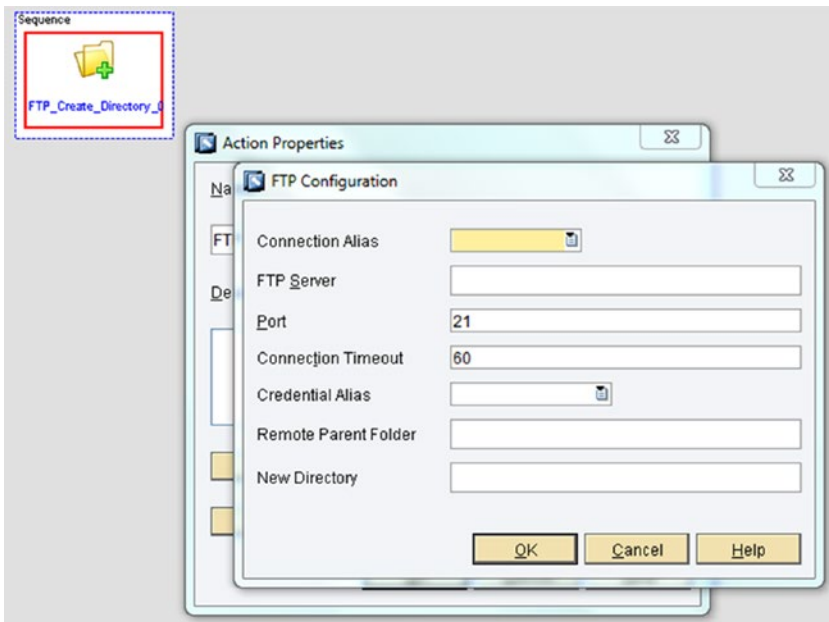 Sequence
FTP_Create_Directory_0
Action Properties
Na
FT
De
FTP Configuration
Connection Alias
FTP Server
Port
21
Connection Timeout
60
Credential Alias
Remote Parent Folder
New Directory
OK
Cancel
Help